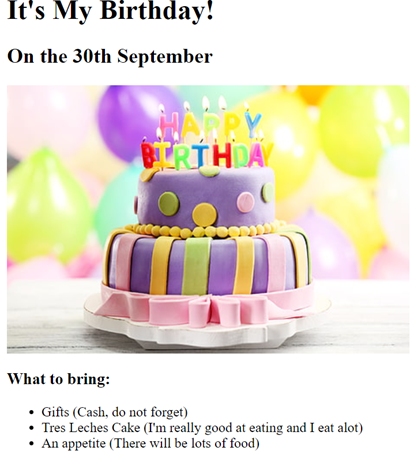 It's My Birthday!
On the 30th September
HAPPY
BIRTHDAY
What to bring:
Gifts (Cash, do not forget)
Tres Leches Cake (I'm really good at eating and I eat alot)
An appetite (There will be lots of food)